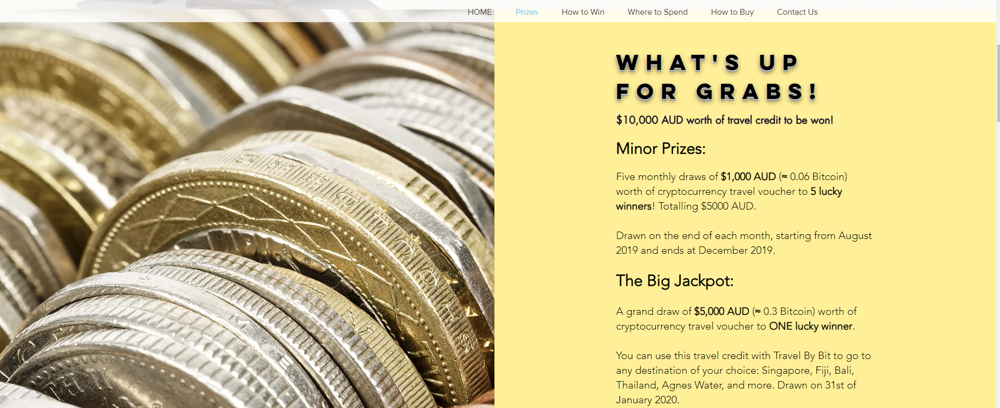 HOME Prizes How to Win Where to Spend How to Buy Contact Us
WHAT'S UP
FOR GRABS!
$10,000 AUD worth of travel credit to be won!
Minor Prizes:
Five monthly draws of $1,000 AUD (≈ 0.06 Bitcoin)
worth of cryptocurrency travel voucher to 5 lucky
winners! Totalling $5000 AUD.
Drawn on the end of each month, starting from August
2019 and ends at December 2019.
The Big Jackpot:
A grand draw of $5,000 AUD (≈ 0.3 Bitcoin) worth of
cryptocurrency travel voucher to ONE lucky winner.
You can use this travel credit with Travel By Bit to go to
any destination of your choice: Singapore, Fiji, Bali,
Thailand, Agnes Water, and more. Drawn on 31st of
January 2020.